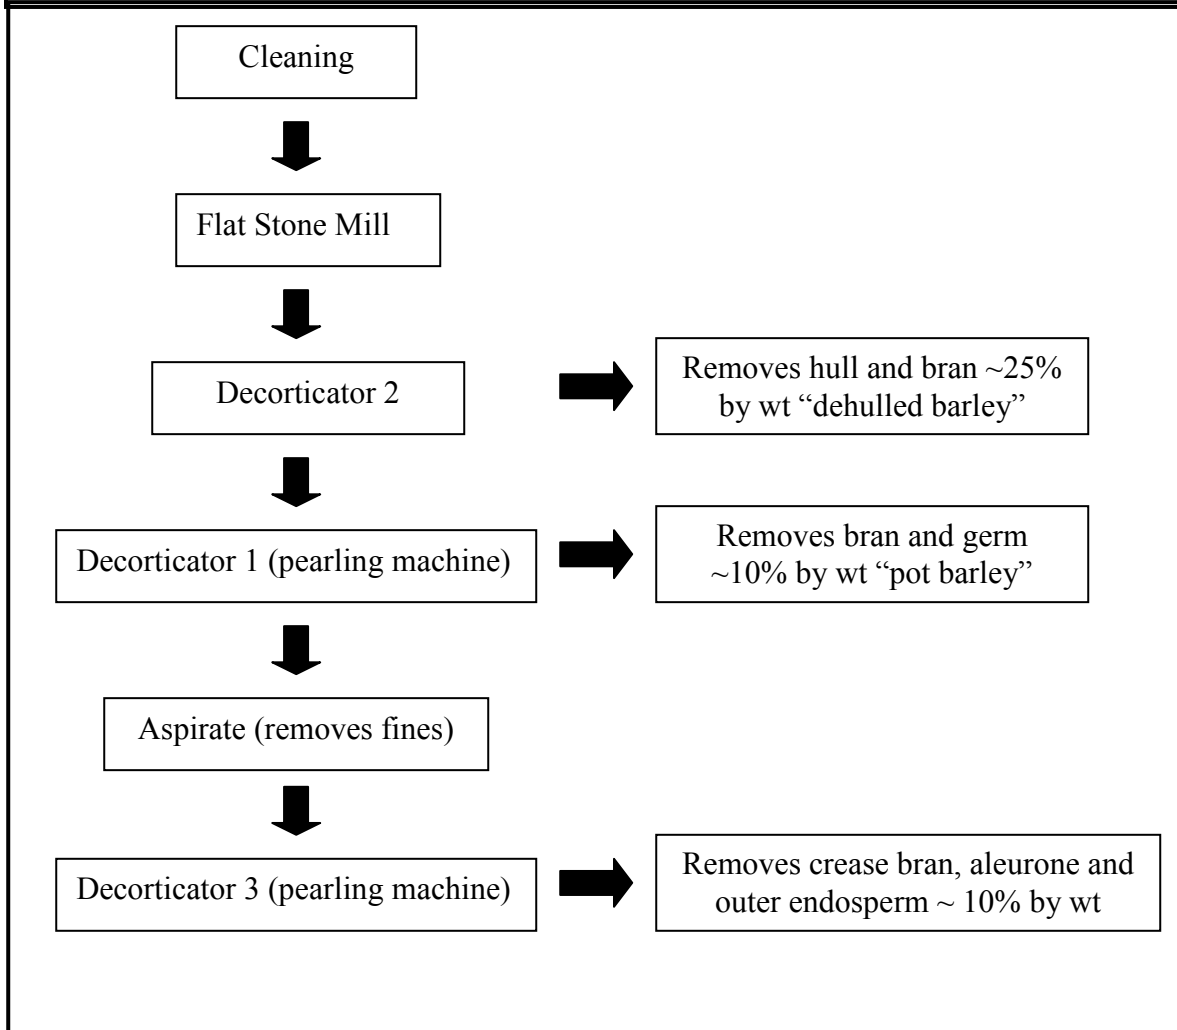 Cleaning
Flat Stone Mill
Decorticator 2
Removes hull and bran ~25%
by wt “dehulled barley”
Decorticator 1 (pearling machine)
Removes bran and germ
~10% by wt “pot barley”
Aspirate (removes fines)
Decorticator 3 (pearling machine)
Removes crease bran, aleurone and
outer endosperm ~ 10% by wt